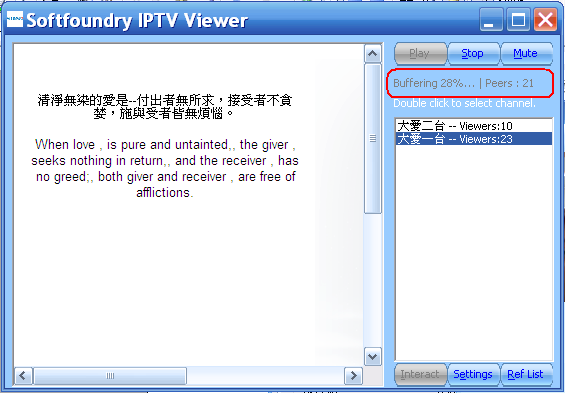 Softfoundry IPTV Viewer
Play Stop Mute
Buffering 28%... | Peers : 21
Double click to select channel.
清淨無染的愛是--付出者無所求，接受者不貪
婪，施與受者皆無煩惱。
When love , is pure and untainted,, the giver ,
seeks nothing in return,, and the receiver , has
no greed;, both giver and receiver , are free of
afflictions.
大愛二台 -- Viewers:10
大愛一台 -- Viewers:23
Interact Settings Ref List